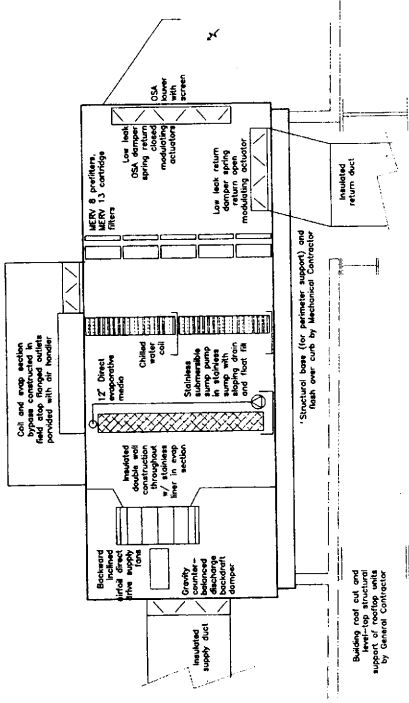 Coil and evap section
bypass constructed in
field atop flanged outlets
porvided with air handler
MERV 8 prefilters,
MERV 13 cartridge
filters
Low leak
OSA damper
spring return
closed
modulating
actuators
OSA
louver
with
screen
Low leak return
damper spring
return open
modulating actuator
Insulated
return duct
12" Direct
evaporative
media
Chilled
water
coil
Stainless
submersible
sump pump
in stainless
sump with
sloping drain
and float fill
Insulated
double wall
construction
throughout
w/ stainless
liner in evap
section
Backward
inclined
airfoil direct
drive supply
fans
Gravity
counter-
balanced
discharge
backdraft
damper
Insulated
supply duct
Structural base (for perimeter support) and
flash over curb by Mechanical Contractor
Building roof cut and
level-top structural
support of rooftop units
by General Contractor